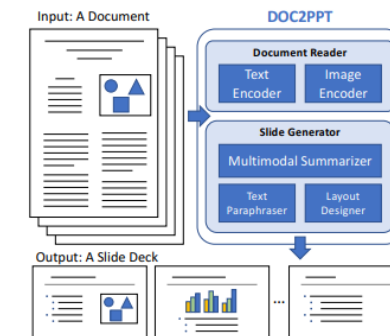 Input: A Document
DOC2PPT
Document Reader
Text
Encoder
Image
Encoder
Slide Generator
Multimodal Summarizer
Text
Paraphraser
Layout
Designer
Output: A Slide Deck
...